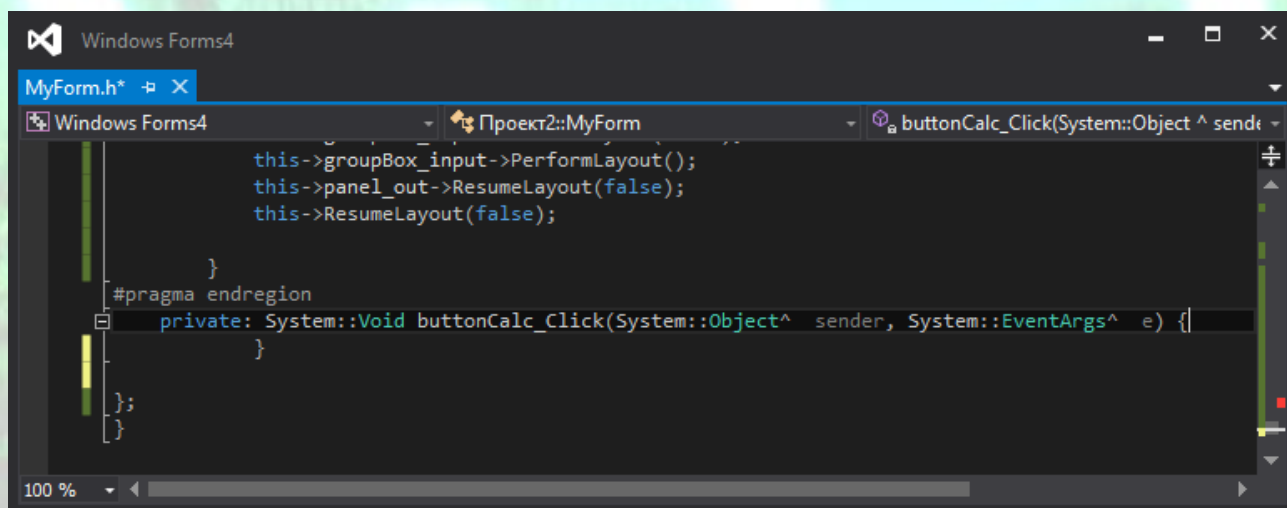 Windows Forms4
MyForm.h*
Windows Forms4 Проект2::MyForm buttonCalc_Click(System::Object ^ sende
this->groupBox_input->PerformLayout();
this->panel_out->ResumeLayout(false);
this->ResumeLayout(false);
}
#pragma endregion
private: System::Void buttonCalc_Click(System::Object^  sender, System::EventArgs^  e) {
}
};
}
100 %